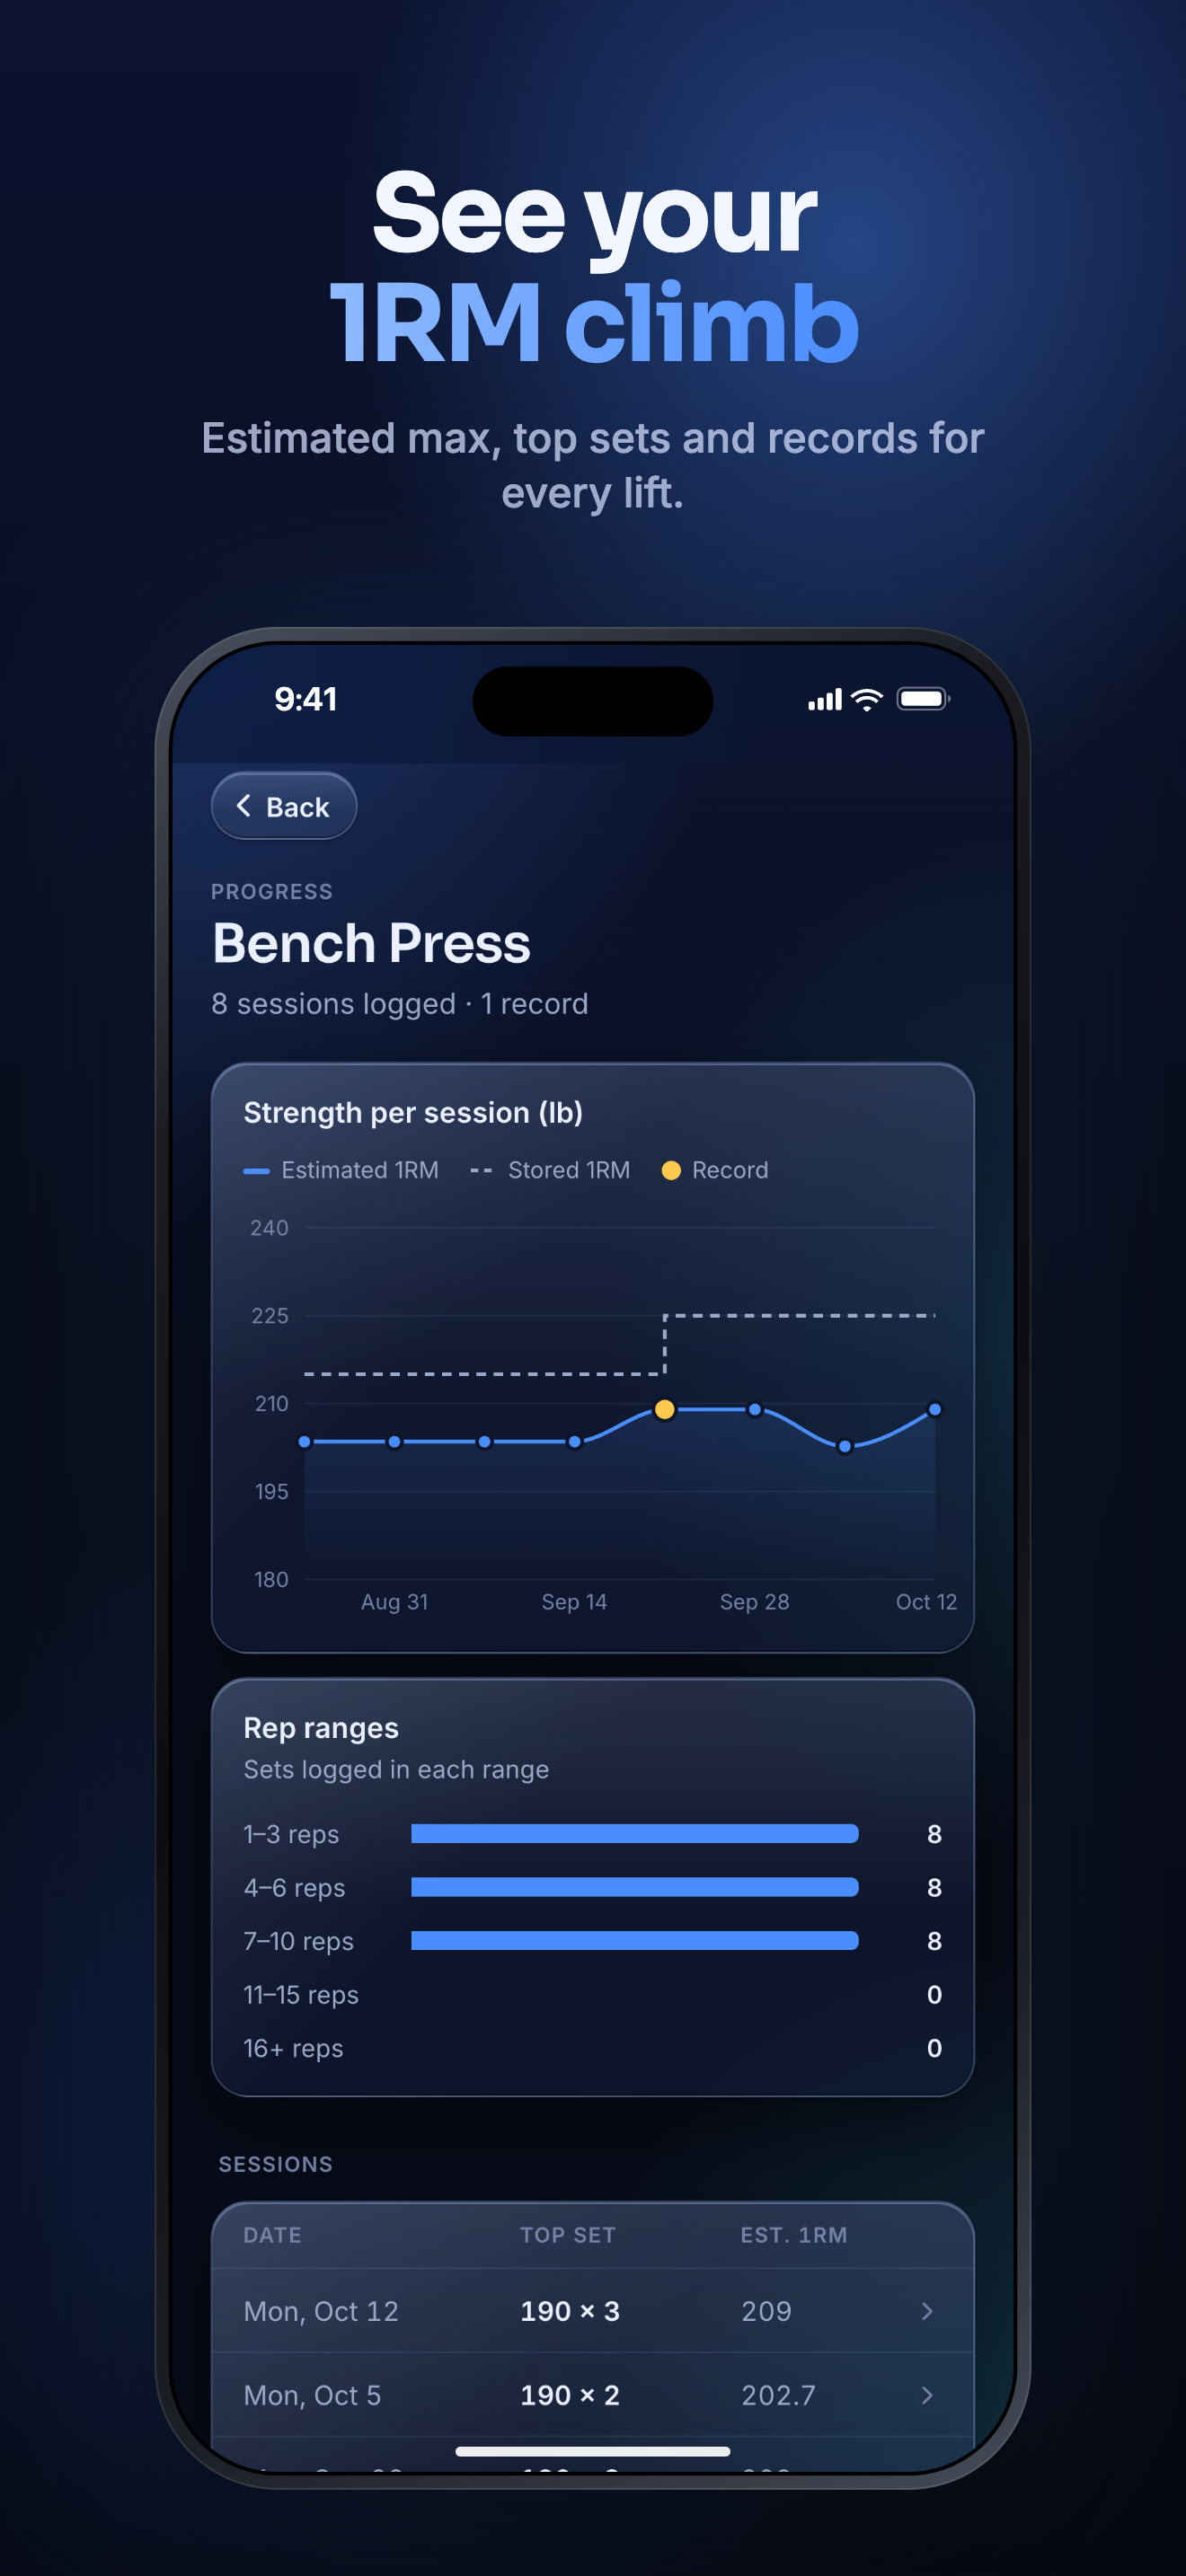 See your
1RM climb
Estimated max, top sets and records for
every lift.
9:41
Back
PROGRESS
Bench Press
8 sessions logged · 1 record
Strength per session (lb)
Estimated 1RM Stored 1RM Record
240
225
210
195
180
Aug 31 Sep 14 Sep 28 Oct 12
Rep ranges
Sets logged in each range
1–3 reps 8
4–6 reps 8
7–10 reps 8
11–15 reps 0
16+ reps 0
SESSIONS
DATE TOP SET EST. 1RM
Mon, Oct 12 190 × 3 209
Mon, Oct 5 190 × 2 202.7